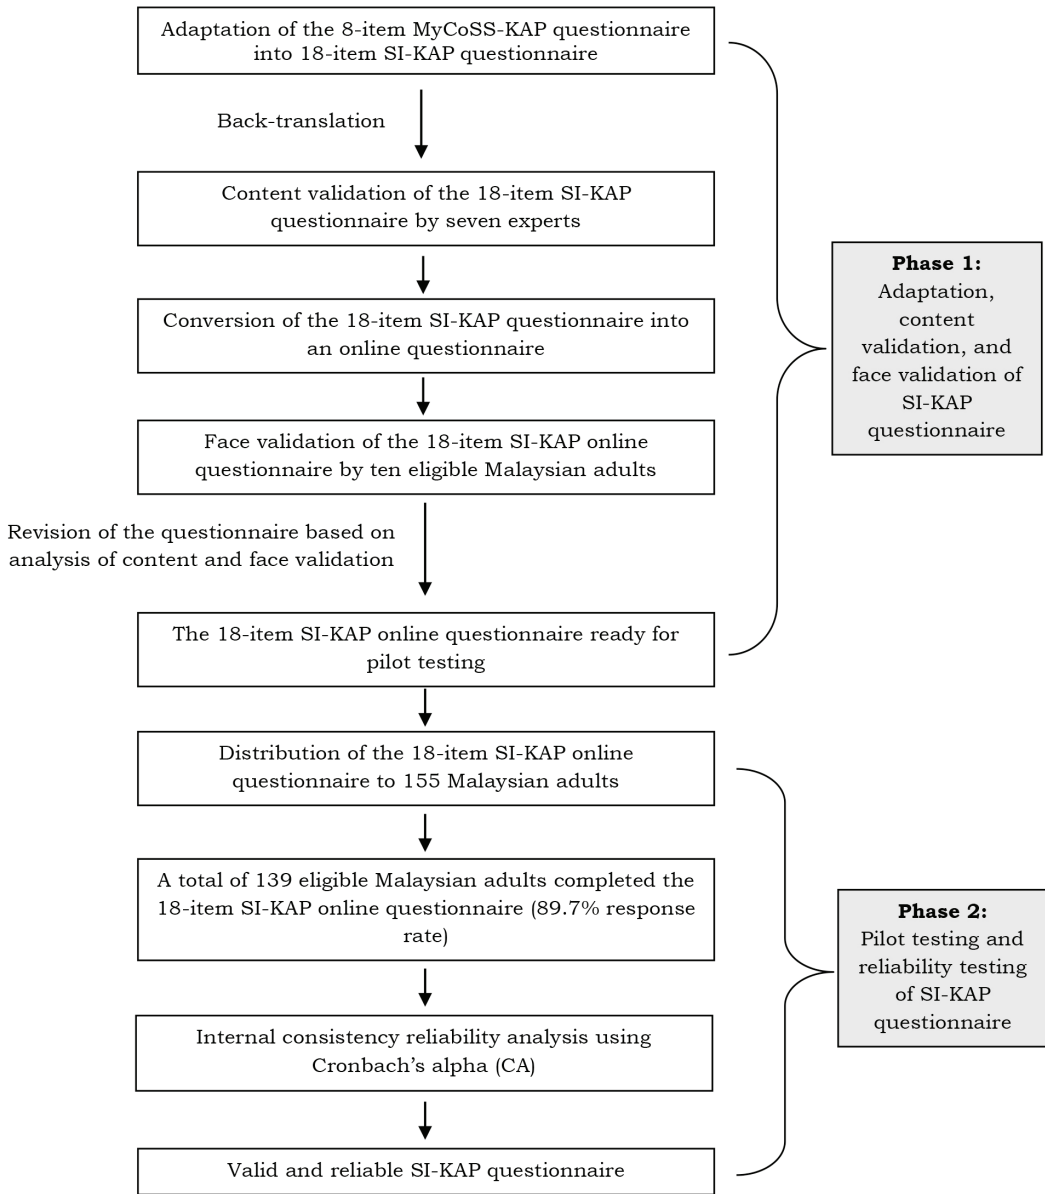 Adaptation of the 8-item MyCoSS-KAP questionnaire
into 18-item SI-KAP questionnaire
Back-translation
Content validation of the 18-item SI-KAP
questionnaire by seven experts
Conversion of the 18-item SI-KAP questionnaire into
an online questionnaire
Face validation of the 18-item SI-KAP online
questionnaire by ten eligible Malaysian adults
Revision of the questionnaire based on
analysis of content and face validation
The 18-item SI-KAP online questionnaire ready for
pilot testing
Phase 1:
Adaptation,
content
validation, and
face validation of
SI-KAP
questionnaire
Distribution of the 18-item SI-KAP online
questionnaire to 155 Malaysian adults
A total of 139 eligible Malaysian adults completed the
18-item SI-KAP online questionnaire (89.7% response
rate)
Internal consistency reliability analysis using
Cronbach’s alpha (CA)
Valid and reliable SI-KAP questionnaire
Phase 2:
Pilot testing and
reliability testing
of SI-KAP
questionnaire